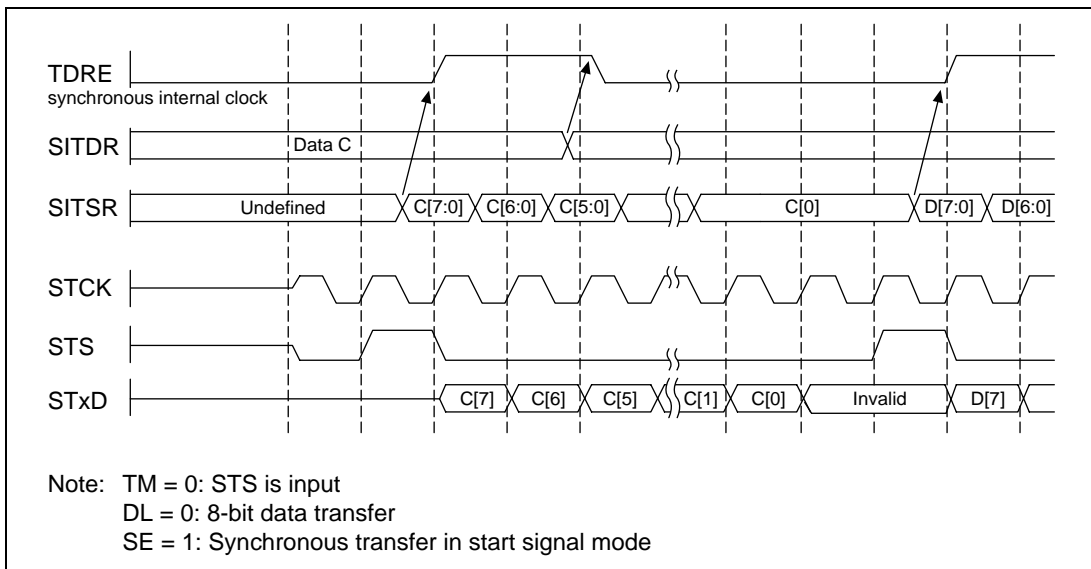 TDRE
synchronous internal clock
SITDR Data C
SITSR Undefined C[7:0] C[6:0] C[5:0] C[0] D[7:0] D[6:0]
STCK
STS
STxD C[7] C[6] C[5] C[1] C[0] Invalid D[7]
Note: TM = 0: STS is input
DL = 0: 8-bit data transfer
SE = 1: Synchronous transfer in start signal mode